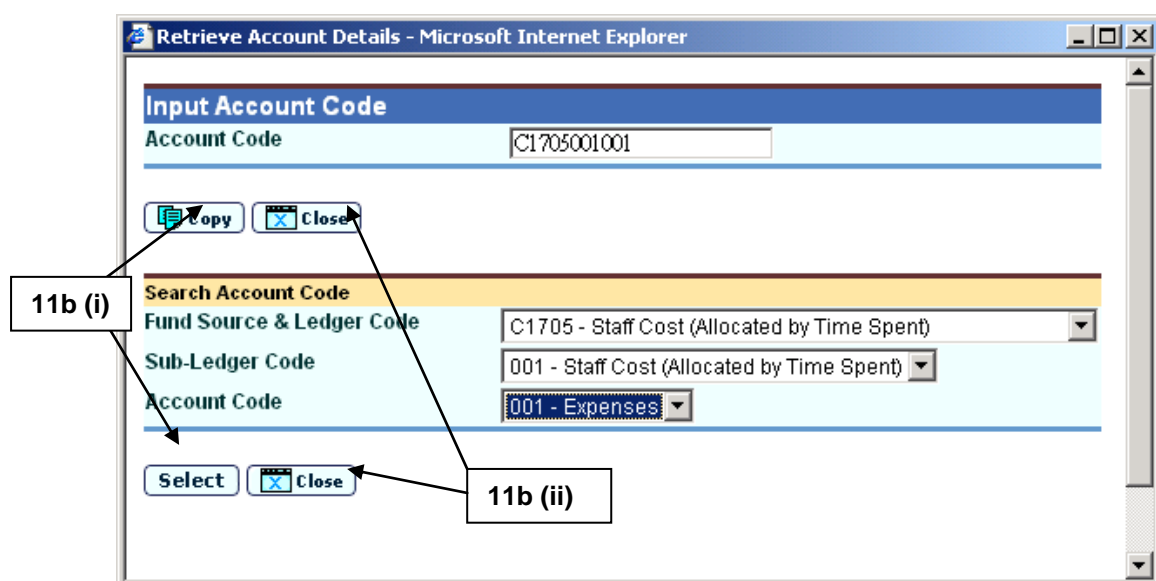 Retrieve Account Details - Microsoft Internet Explorer
Input Account Code
Account Code C1705001001
Copy Close
11b (i)
Search Account Code
Fund Source & Ledger Code C1705 - Staff Cost (Allocated by Time Spent)
Sub-Ledger Code 001 - Staff Cost (Allocated by Time Spent)
Account Code 001 - Expenses
Select Close
11b (ii)